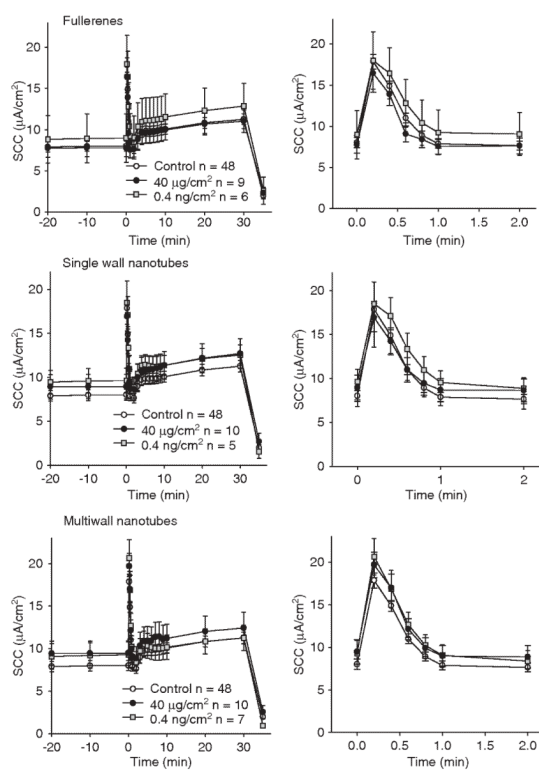 Fullerenes
SCC (μA/cm²)
20
15
10
5
0
Control n = 48
40 μg/cm² n = 9
0.4 ng/cm² n = 6
-20 -10 0 10 20 30
Time (min)
SCC (μA/cm²)
20
15
10
5
0
0.0 0.5 1.0 1.5 2.0
Time (min)
Single wall nanotubes
SCC (μA/cm²)
20
15
10
5
0
Control n = 48
40 μg/cm² n = 10
0.4 ng/cm² n = 5
-20 -10 0 10 20 30
Time (min)
SCC (μA/cm²)
20
15
10
5
0
0 1 2
Time (min)
Multiwall nanotubes
SCC (μA/cm²)
20
15
10
5
0
Control n = 48
40 μg/cm² n = 10
0.4 ng/cm² n = 7
-20 -10 0 10 20 30
Time (min)
SCC (μA/cm²)
20
15
10
5
0
0.0 0.5 1.0 1.5 2.0
Time (min)